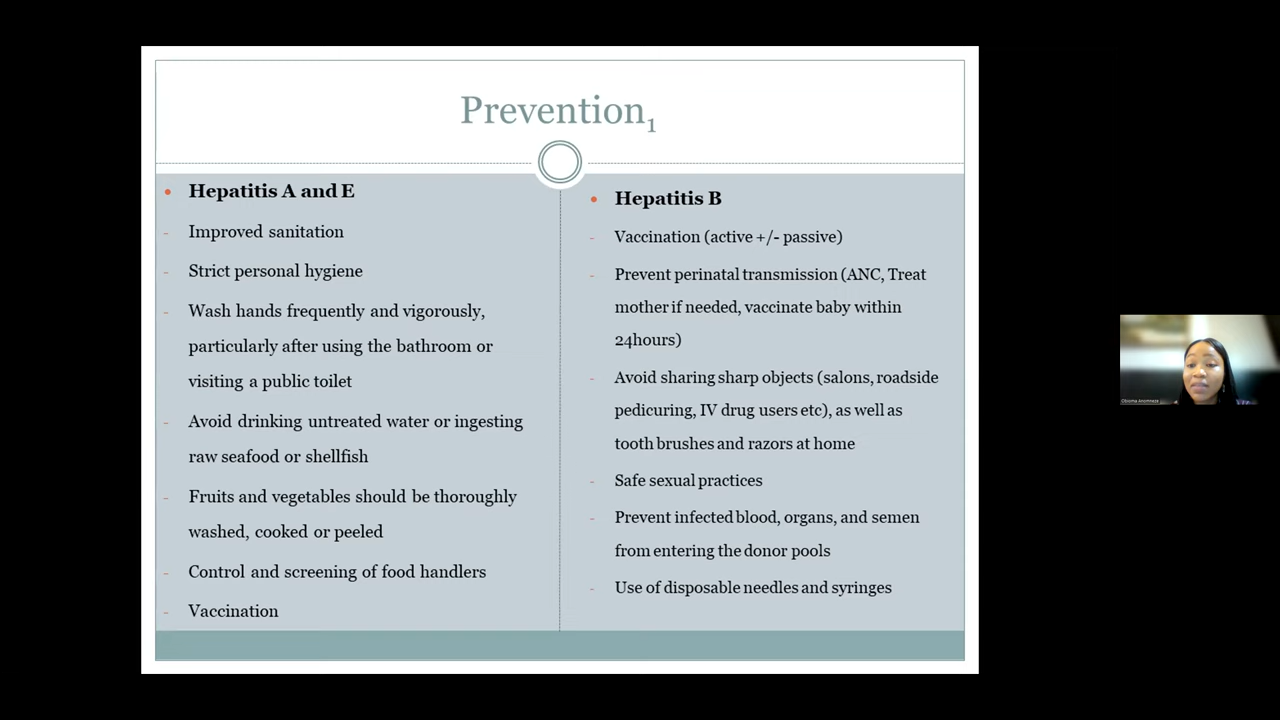 Prevention1
• Hepatitis A and E
- Improved sanitation
- Strict personal hygiene
- Wash hands frequently and vigorously,
particularly after using the bathroom or
visiting a public toilet
- Avoid drinking untreated water or ingesting
raw seafood or shellfish
- Fruits and vegetables should be thoroughly
washed, cooked or peeled
- Control and screening of food handlers
- Vaccination
• Hepatitis B
- Vaccination (active +/- passive)
- Prevent perinatal transmission (ANC, Treat
mother if needed, vaccinate baby within
24hours)
- Avoid sharing sharp objects (salons, roadside
pedicuring, IV drug users etc), as well as
tooth brushes and razors at home
- Safe sexual practices
- Prevent infected blood, organs, and semen
from entering the donor pools
- Use of disposable needles and syringes